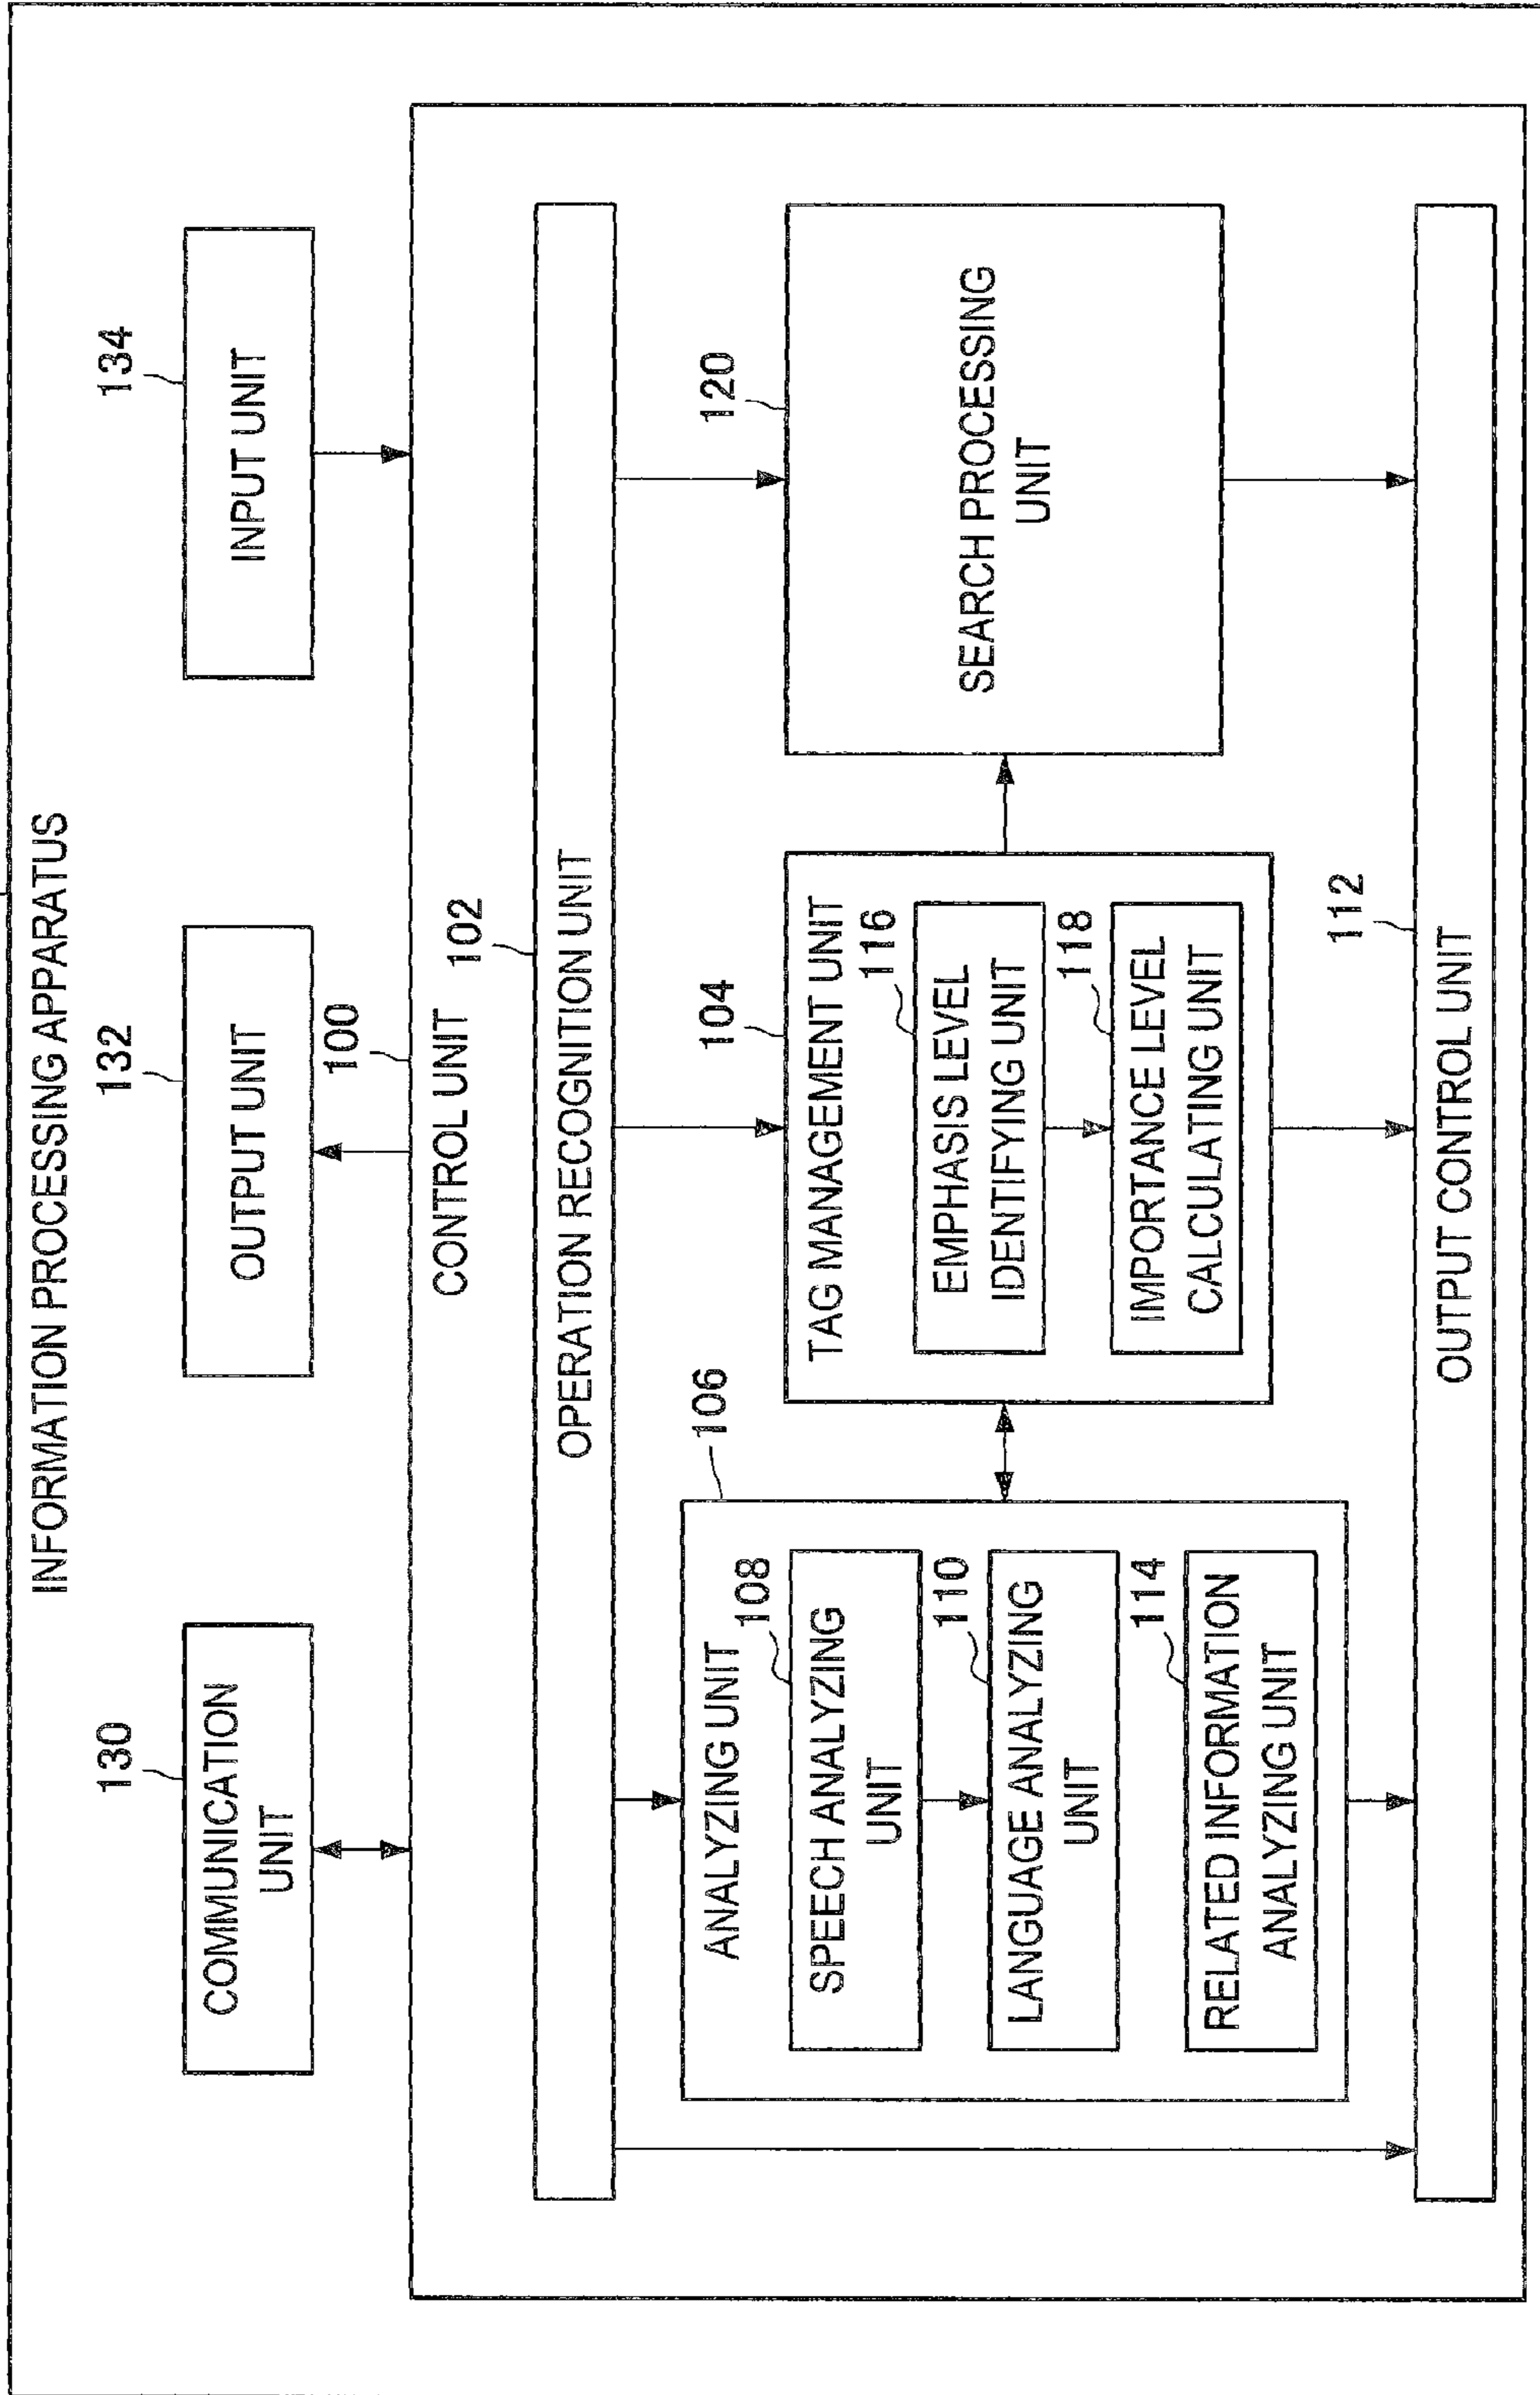 INFORMATION PROCESSING APPARATUS
130
COMMUNICATION
UNIT
132
OUTPUT UNIT
134
INPUT UNIT
100
CONTROL UNIT
102
OPERATION RECOGNITION UNIT
106
ANALYZING UNIT
108
SPEECH ANALYZING
UNIT
110
LANGUAGE ANALYZING
UNIT
114
RELATED INFORMATION
ANALYZING UNIT
104
TAG MANAGEMENT UNIT
116
EMPHASIS LEVEL
IDENTIFYING UNIT
118
IMPORTANCE LEVEL
CALCULATING UNIT
120
SEARCH PROCESSING
UNIT
112
OUTPUT CONTROL UNIT